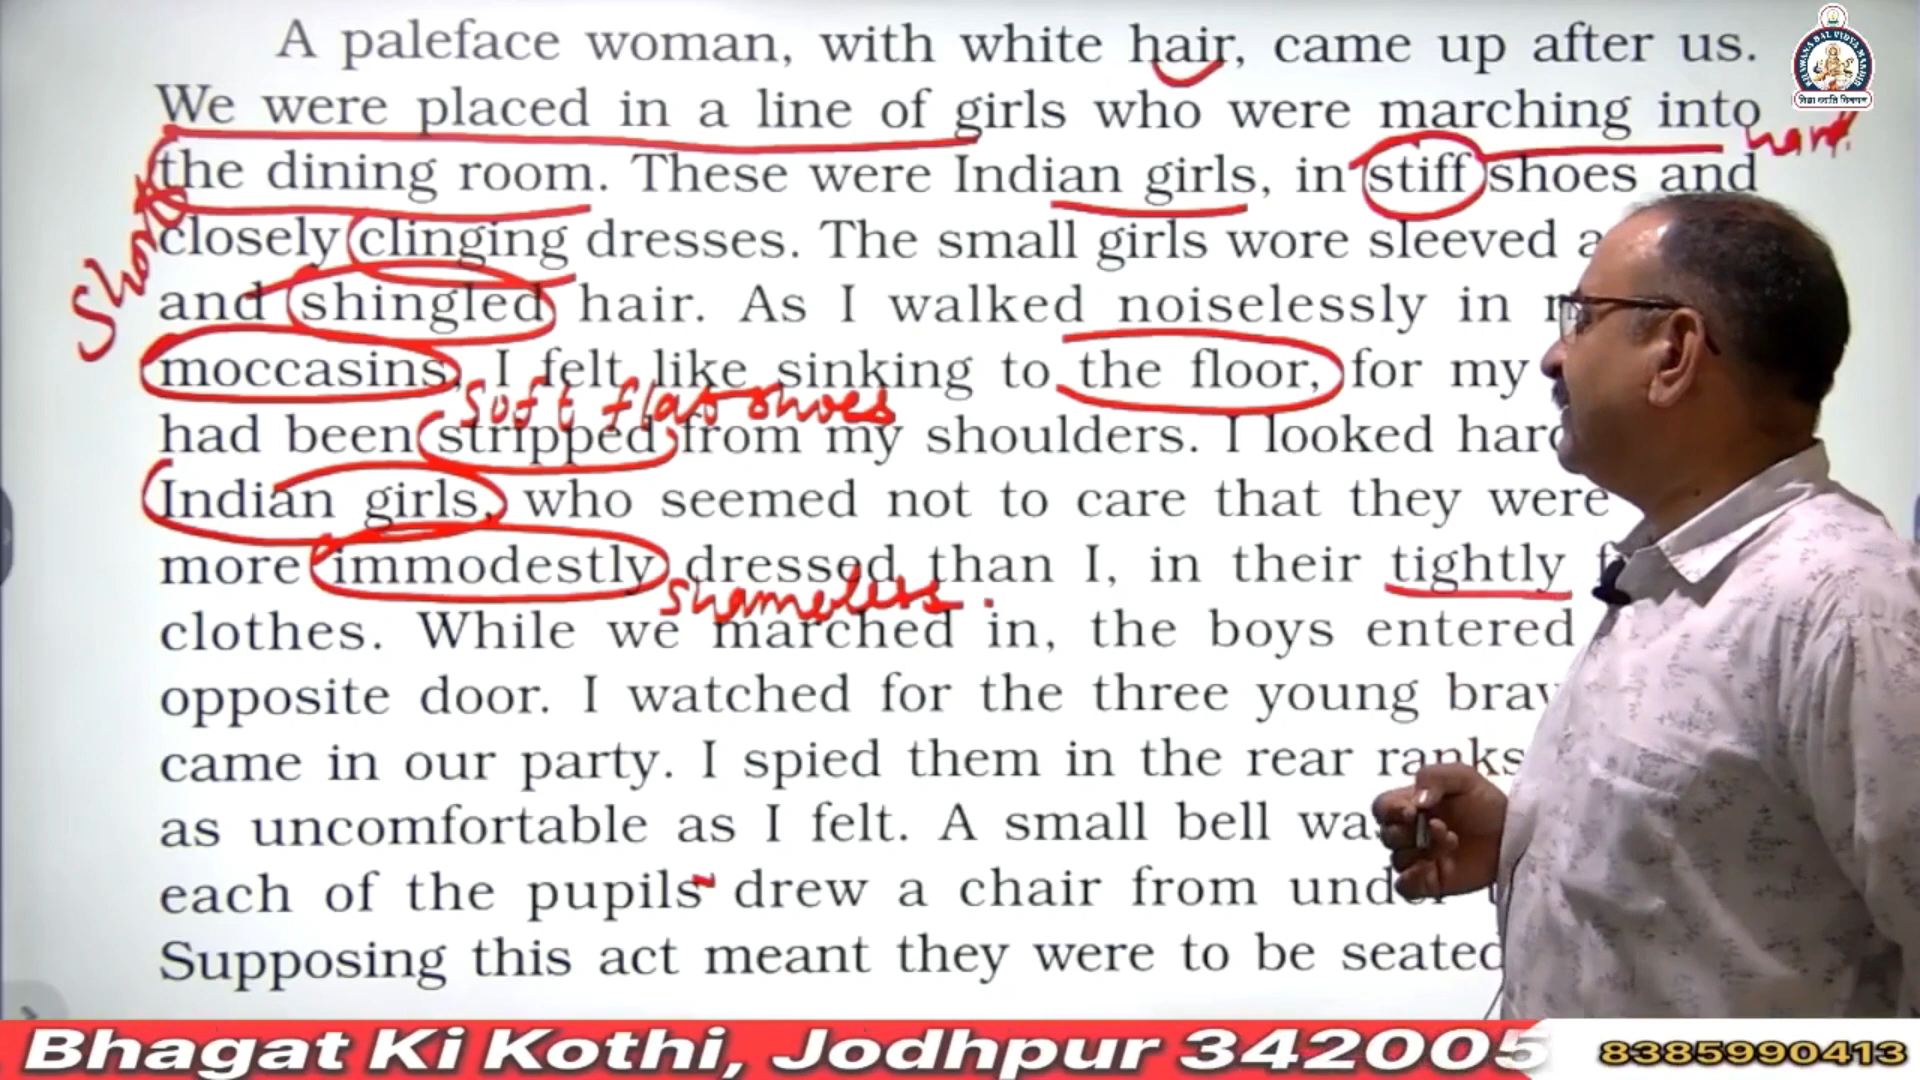 A paleface woman, with white hair, came up after us.
We were placed in a line of girls who were marching into
hard
the dining room. These were Indian girls, in stiff shoes and
closely clinging dresses. The small girls wore sleeved
Short
and shingled hair. As I walked noiselessly in
moccasins, I felt like sinking to the floor, for my
soft flat shoes
had been stripped from my shoulders. I looked hard
Indian girls, who seemed not to care that they were
more immodestly dressed than I, in their tightly
shameless.
clothes. While we marched in, the boys entered
opposite door. I watched for the three young
came in our party. I spied them in the rear ranks
as uncomfortable as I felt. A small bell was
each of the pupils drew a chair from under
Supposing this act meant they were to be seated
Bhagat Ki Kothi, Jodhpur 342005
8385990413